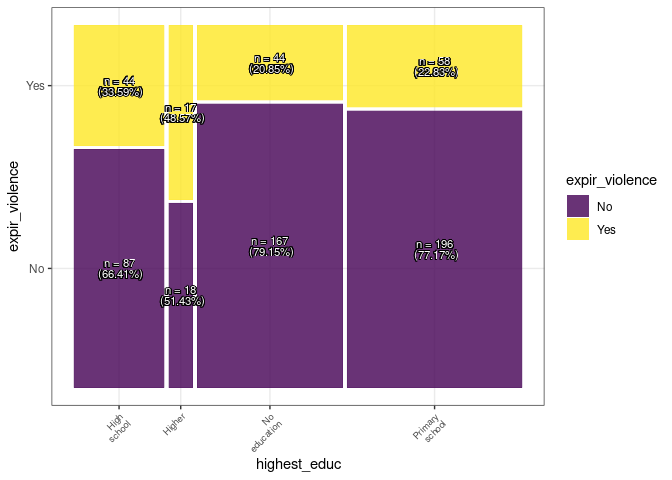 expir_violence
Yes
No
n = 44
(33.59%)
n = 17
(48.57%)
n = 44
(20.85%)
n = 58
(22.83%)
n = 87
(66.41%)
n = 18
(51.43%)
n = 167
(79.15%)
n = 196
(77.17%)
High
school
Higher
No
education
Primary
school
highest_educ
expir_violence
No
Yes